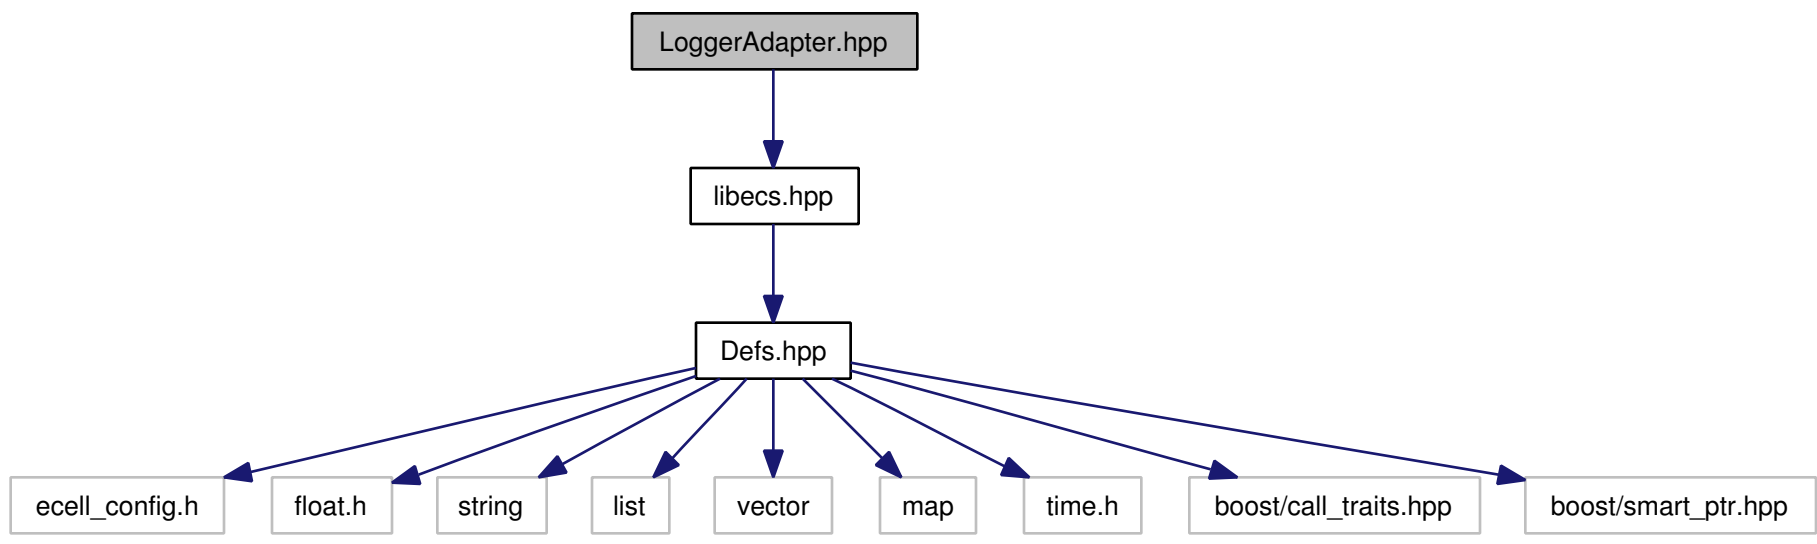 LoggerAdapter.hpp
libecs.hpp
Defs.hpp
ecell_config.h
float.h
string
list
vector
map
time.h
boost/call_traits.hpp
boost/smart_ptr.hpp